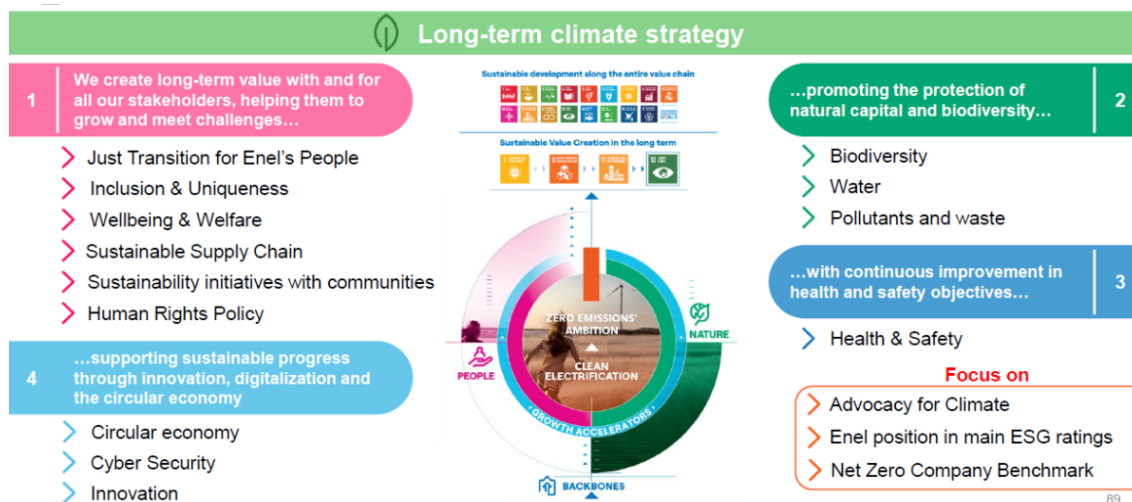 Long-term climate strategy
1
We create long-term value with and for
all our stakeholders, helping them to
grow and meet challenges…
Just Transition for Enel's People
Inclusion & Uniqueness
Wellbeing & Welfare
Sustainable Supply Chain
Sustainability initiatives with communities
Human Rights Policy
4
…supporting sustainable progress
through innovation, digitalization and
the circular economy
Circular economy
Cyber Security
Innovation
Sustainable development along the entire value chain
Sustainable Value Creation in the long term
ZERO EMISSIONS'
AMBITION
CLEAN
ELECTRIFICATION
PEOPLE
NATURE
GROWTH ACCELERATORS
BACKBONES
…promoting the protection of
natural capital and biodiversity…
2
Biodiversity
Water
Pollutants and waste
…with continuous improvement in
health and safety objectives…
3
Health & Safety
Focus on
Advocacy for Climate
Enel position in main ESG ratings
Net Zero Company Benchmark
89